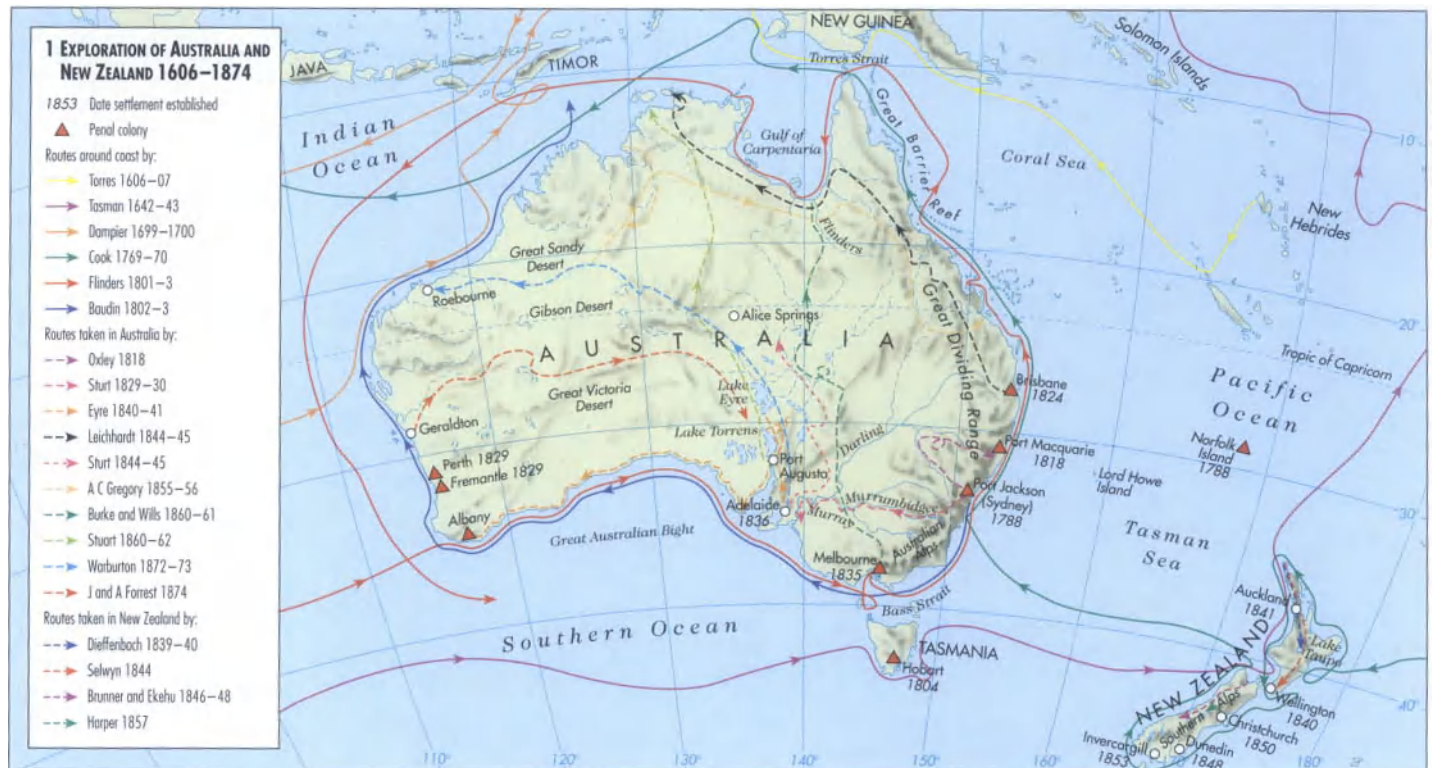 1 EXPLORATION OF AUSTRALIA AND
NEW ZEALAND 1606–1874
1853 Date settlement established
Penal colony
Routes around coast by:
Torres 1606–07
Tasman 1642–43
Dampier 1699–1700
Cook 1769–70
Flinders 1801–3
Baudin 1802–3
Routes taken in Australia by:
Oxley 1818
Sturt 1829–30
Eyre 1840–41
Leichhardt 1844–45
Sturt 1844–45
A C Gregory 1855–56
Burke and Wills 1860–61
Stuart 1860–62
Warburton 1872–73
J and A Forrest 1874
Routes taken in New Zealand by:
Dieffenbach 1839–40
Selwyn 1844
Brunner and Ekehu 1846–48
Harper 1857
JAVA
TIMOR
NEW GUINEA
Torres Strait
Solomon Islands
Indian
Ocean
Gulf of
Carpentaria
Great Barrier Reef
Coral Sea
10°
New
Hebrides
Great Sandy
Desert
Flinders
Roebourne
Gibson Desert
Alice Springs
Great Dividing Range
20°
AUSTRALIA
Tropic of Capricorn
Great Victoria
Desert
Lake
Eyre
Brisbane
1824
Pacific
Ocean
Geraldton
Lake Torrens
Darling
Port Macquarie
1818
Norfolk
Island
1788
Perth 1829
Fremantle 1829
Port
Augusta
Lord Howe
Island
Port Jackson
(Sydney)
1788
Albany
Adelaide
1836
Murray
Murrumbidgee
30°
Great Australian Bight
Australian
Alps
Tasman
Sea
Melbourne
1835
Bass Strait
Auckland
1841
Southern Ocean
TASMANIA
Lake
Taupo
Hobart
1804
NEW ZEALAND
Wellington
1840
40°
Southern Alps
Christchurch
1850
Invercargill
1853
Dunedin
1848
110°
120°
130°
140°
150°
160°
170°
180°